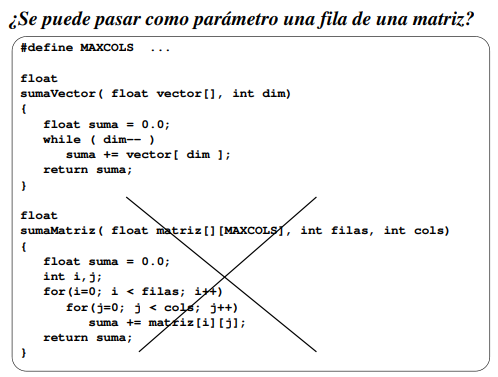 ¿Se puede pasar como parámetro una fila de una matriz?
#define MAXCOLS ...
float
sumaVector( float vector[], int dim)
{
float suma = 0.0;
while ( dim-- )
suma += vector[ dim ];
return suma;
}
float
sumaMatriz( float matriz[][MAXCOLS], int filas, int cols)
{
float suma = 0.0;
int i,j;
for(i=0; i < filas; i++)
for(j=0; j < cols; j++)
suma += matriz[i][j];
return suma;
}